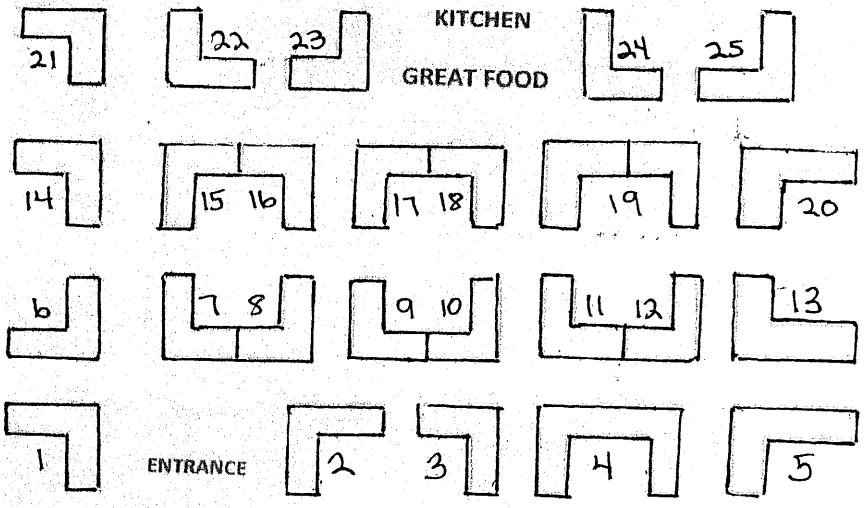 KITCHEN
21 22 23 24 25
GREAT FOOD
14 15 16 17 18 19 20
6 7 8 9 10 11 12 13
1 ENTRANCE 2 3 4 5